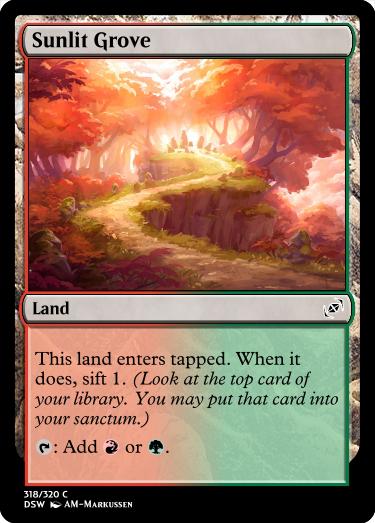 Sunlit Grove
Land
This land enters tapped. When it
does, sift 1. (Look at the top card of
your library. You may put that card into
your sanctum.)
: Add or .
318/320 C
DSW AM-Markussen